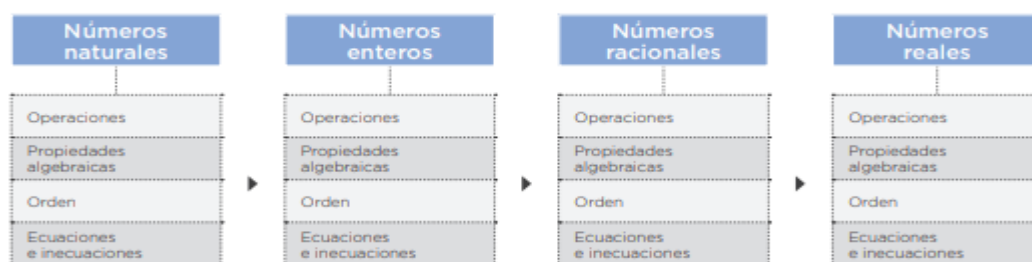 Números
naturales
Operaciones
Propiedades
algebraicas
Orden
Ecuaciones
e inecuaciones
Números
enteros
Operaciones
Propiedades
algebraicas
Orden
Ecuaciones
e inecuaciones
Números
racionales
Operaciones
Propiedades
algebraicas
Orden
Ecuaciones
e inecuaciones
Números
reales
Operaciones
Propiedades
algebraicas
Orden
Ecuaciones
e inecuaciones